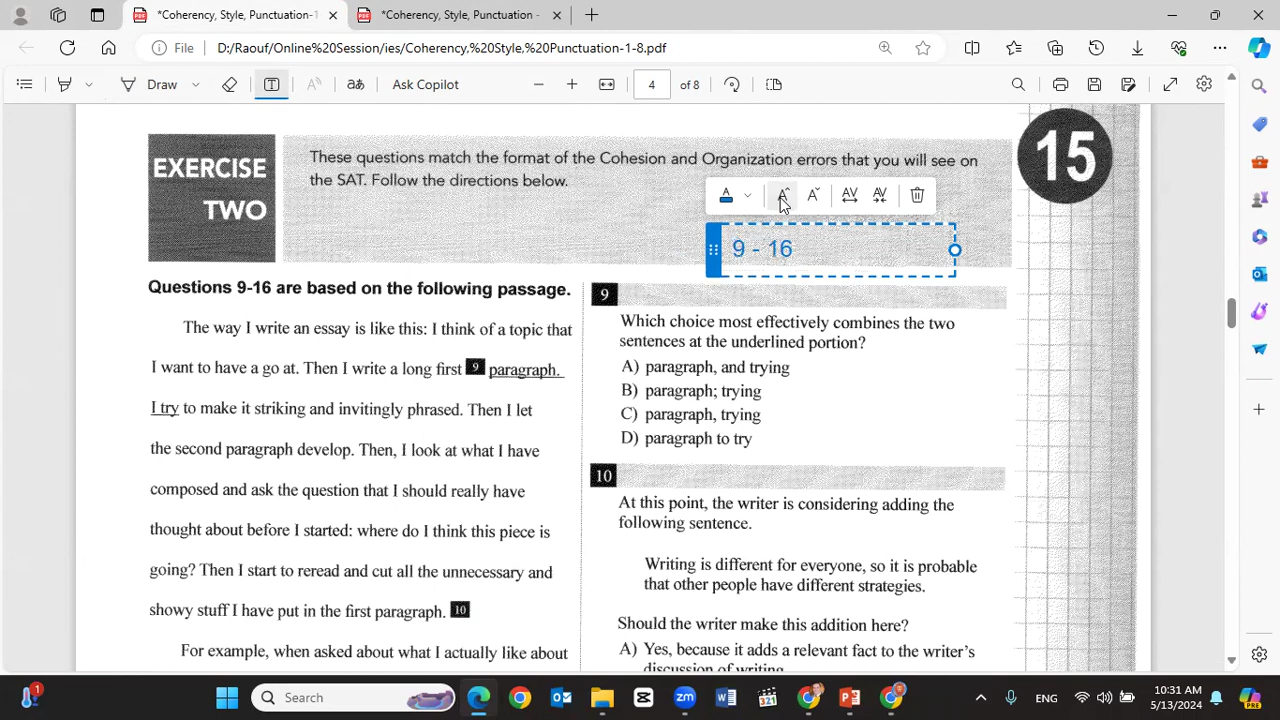 *Coherency, Style, Punctuation-1-
*Coherency, Style, Punctuation -
File
D:/Raouf/Online%20Session/ies/Coherency,%20Style,%20Punctuation-1-8.pdf
Draw
Ask Copilot
4 of 8
EXERCISE
TWO
These questions match the format of the Cohesion and Organization errors that you will see on
the SAT. Follow the directions below.
15
9 - 16
Questions 9-16 are based on the following passage.
The way I write an essay is like this: I think of a topic that
I want to have a go at. Then I write a long first 9 paragraph.
I try to make it striking and invitingly phrased. Then I let
the second paragraph develop. Then, I look at what I have
composed and ask the question that I should really have
thought about before I started: where do I think this piece is
going? Then I start to reread and cut all the unnecessary and
showy stuff I have put in the first paragraph. 10
For example, when asked about what I actually like about
9
Which choice most effectively combines the two
sentences at the underlined portion?
A) paragraph, and trying
B) paragraph; trying
C) paragraph, trying
D) paragraph to try
10
At this point, the writer is considering adding the
following sentence.
Writing is different for everyone, so it is probable
that other people have different strategies.
Should the writer make this addition here?
A) Yes, because it adds a relevant fact to the writer's
discussion of writing
Search
ENG
10:31 AM
5/13/2024